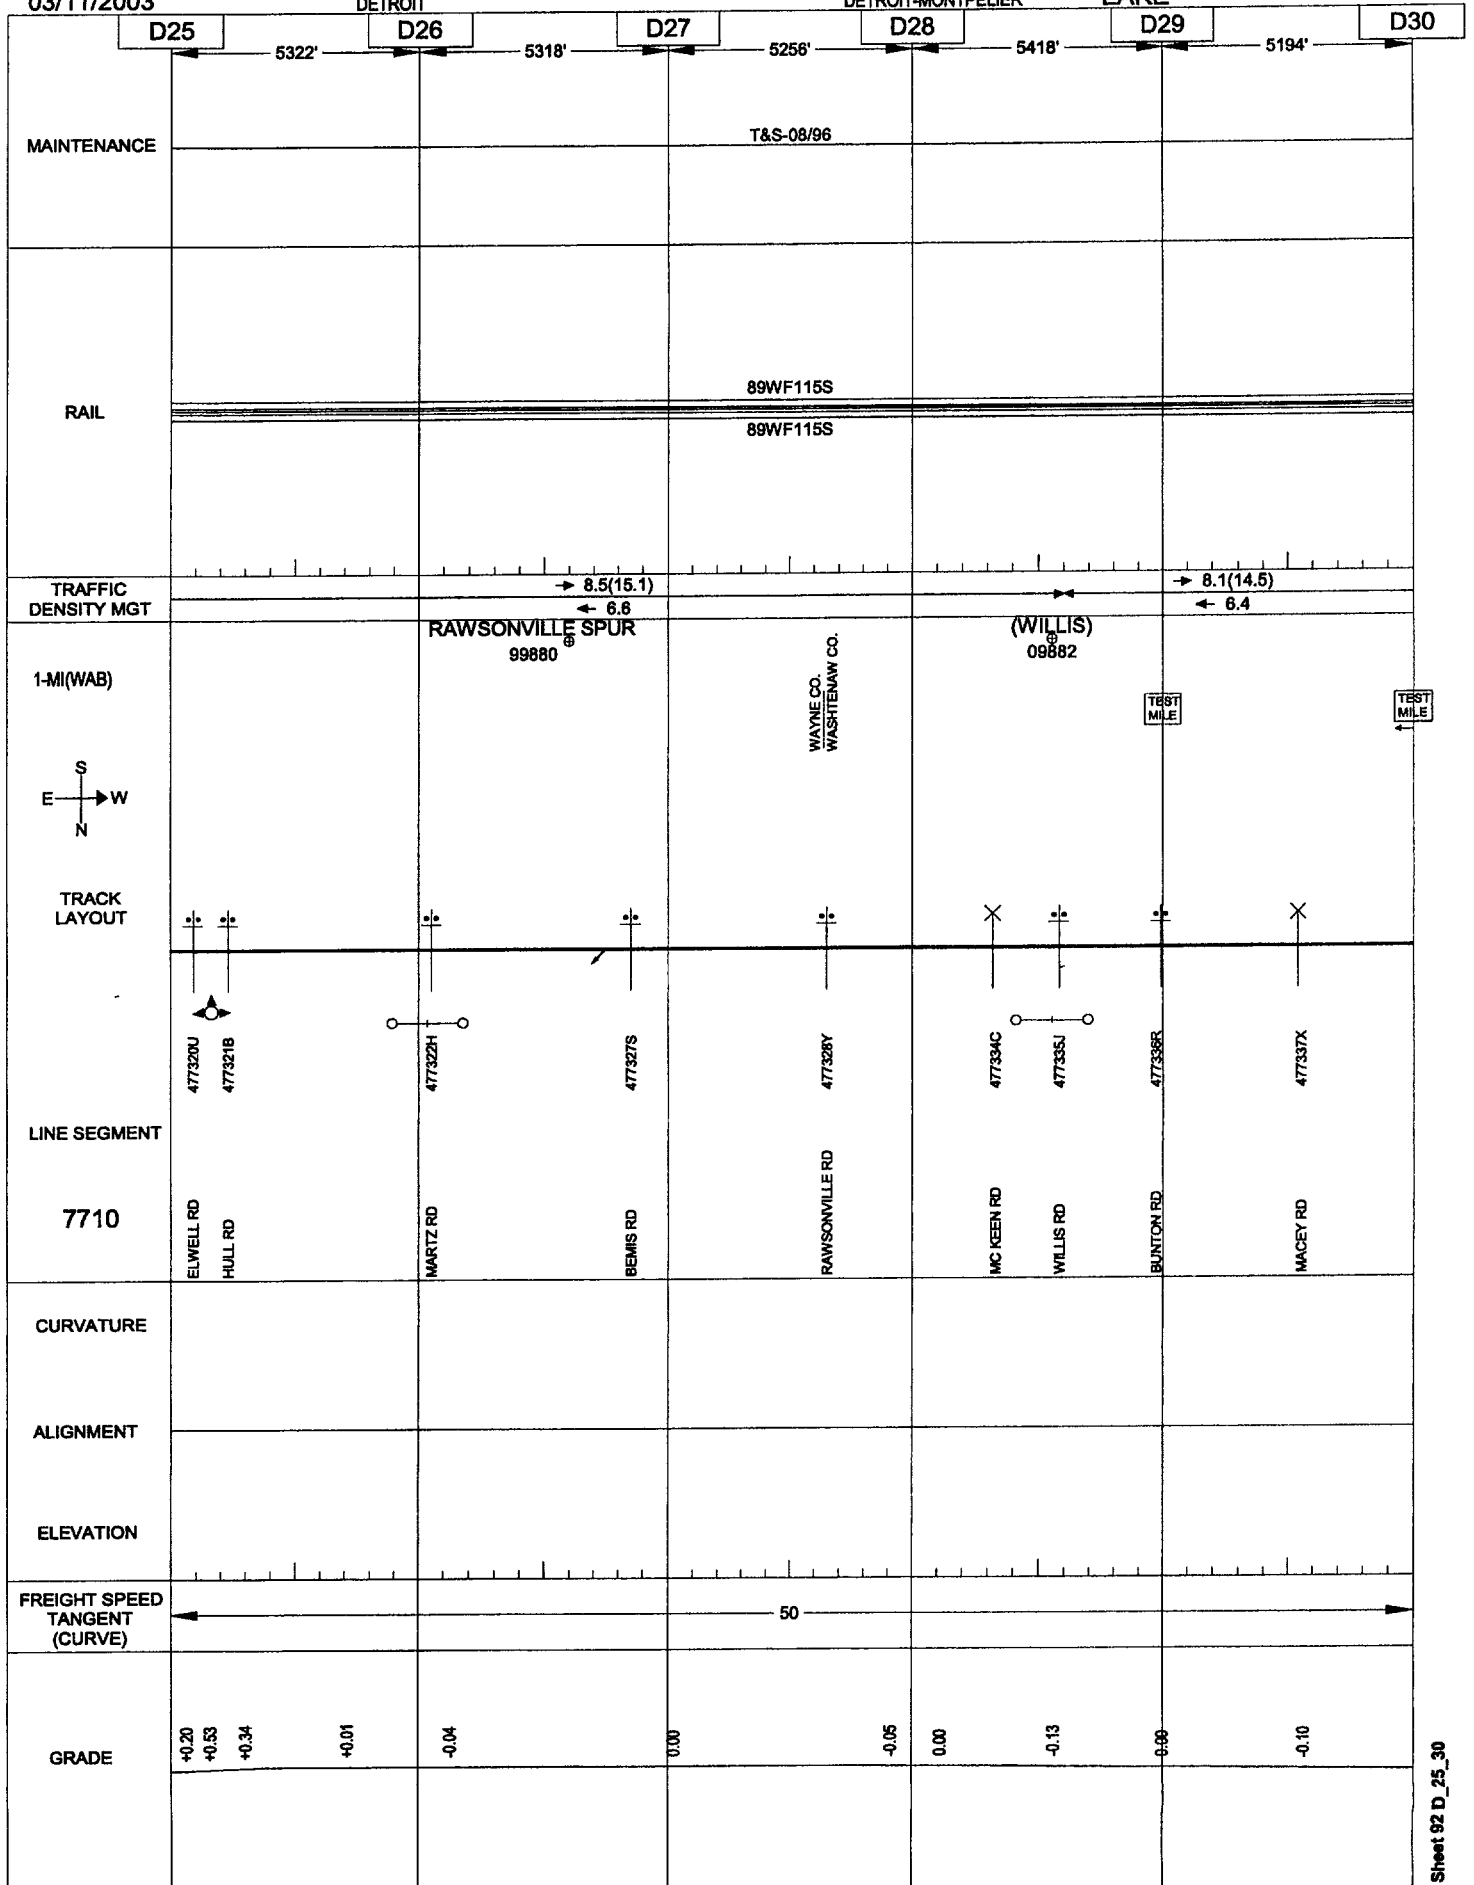 03/11/2003 DETROIT DETROIT-MONTPELIER LAKE
D25 D26 D27 D28 D29 D30
5322' 5318' 5256' 5418' 5194'
MAINTENANCE
T&S-08/96
RAIL
89WF115S
89WF115S
TRAFFIC
DENSITY MGT
8.5(15.1)
6.6
8.1(14.5)
6.4
RAWSONVILLE SPUR
99880
(WILLIS)
09882
1-MI(WAB)
WAYNE CO.
WASHTENAW CO.
TEST
MILE
TEST
MILE
S
E W
N
TRACK
LAYOUT
477320U
477321B
477322H
477327S
477328Y
477334C
477335J
477336R
477337X
LINE SEGMENT
7710
ELWELL RD
HULL RD
MARTZ RD
BEMIS RD
RAWSONVILLE RD
MC KEEN RD
WILLIS RD
BUNTON RD
MACEY RD
CURVATURE
ALIGNMENT
ELEVATION
FREIGHT SPEED
TANGENT
(CURVE)
50
GRADE
+0.20
+0.53
+0.34
+0.01
-0.04
0.00
-0.05
0.00
-0.13
0.00
-0.10
Sheet 92 D_25_30